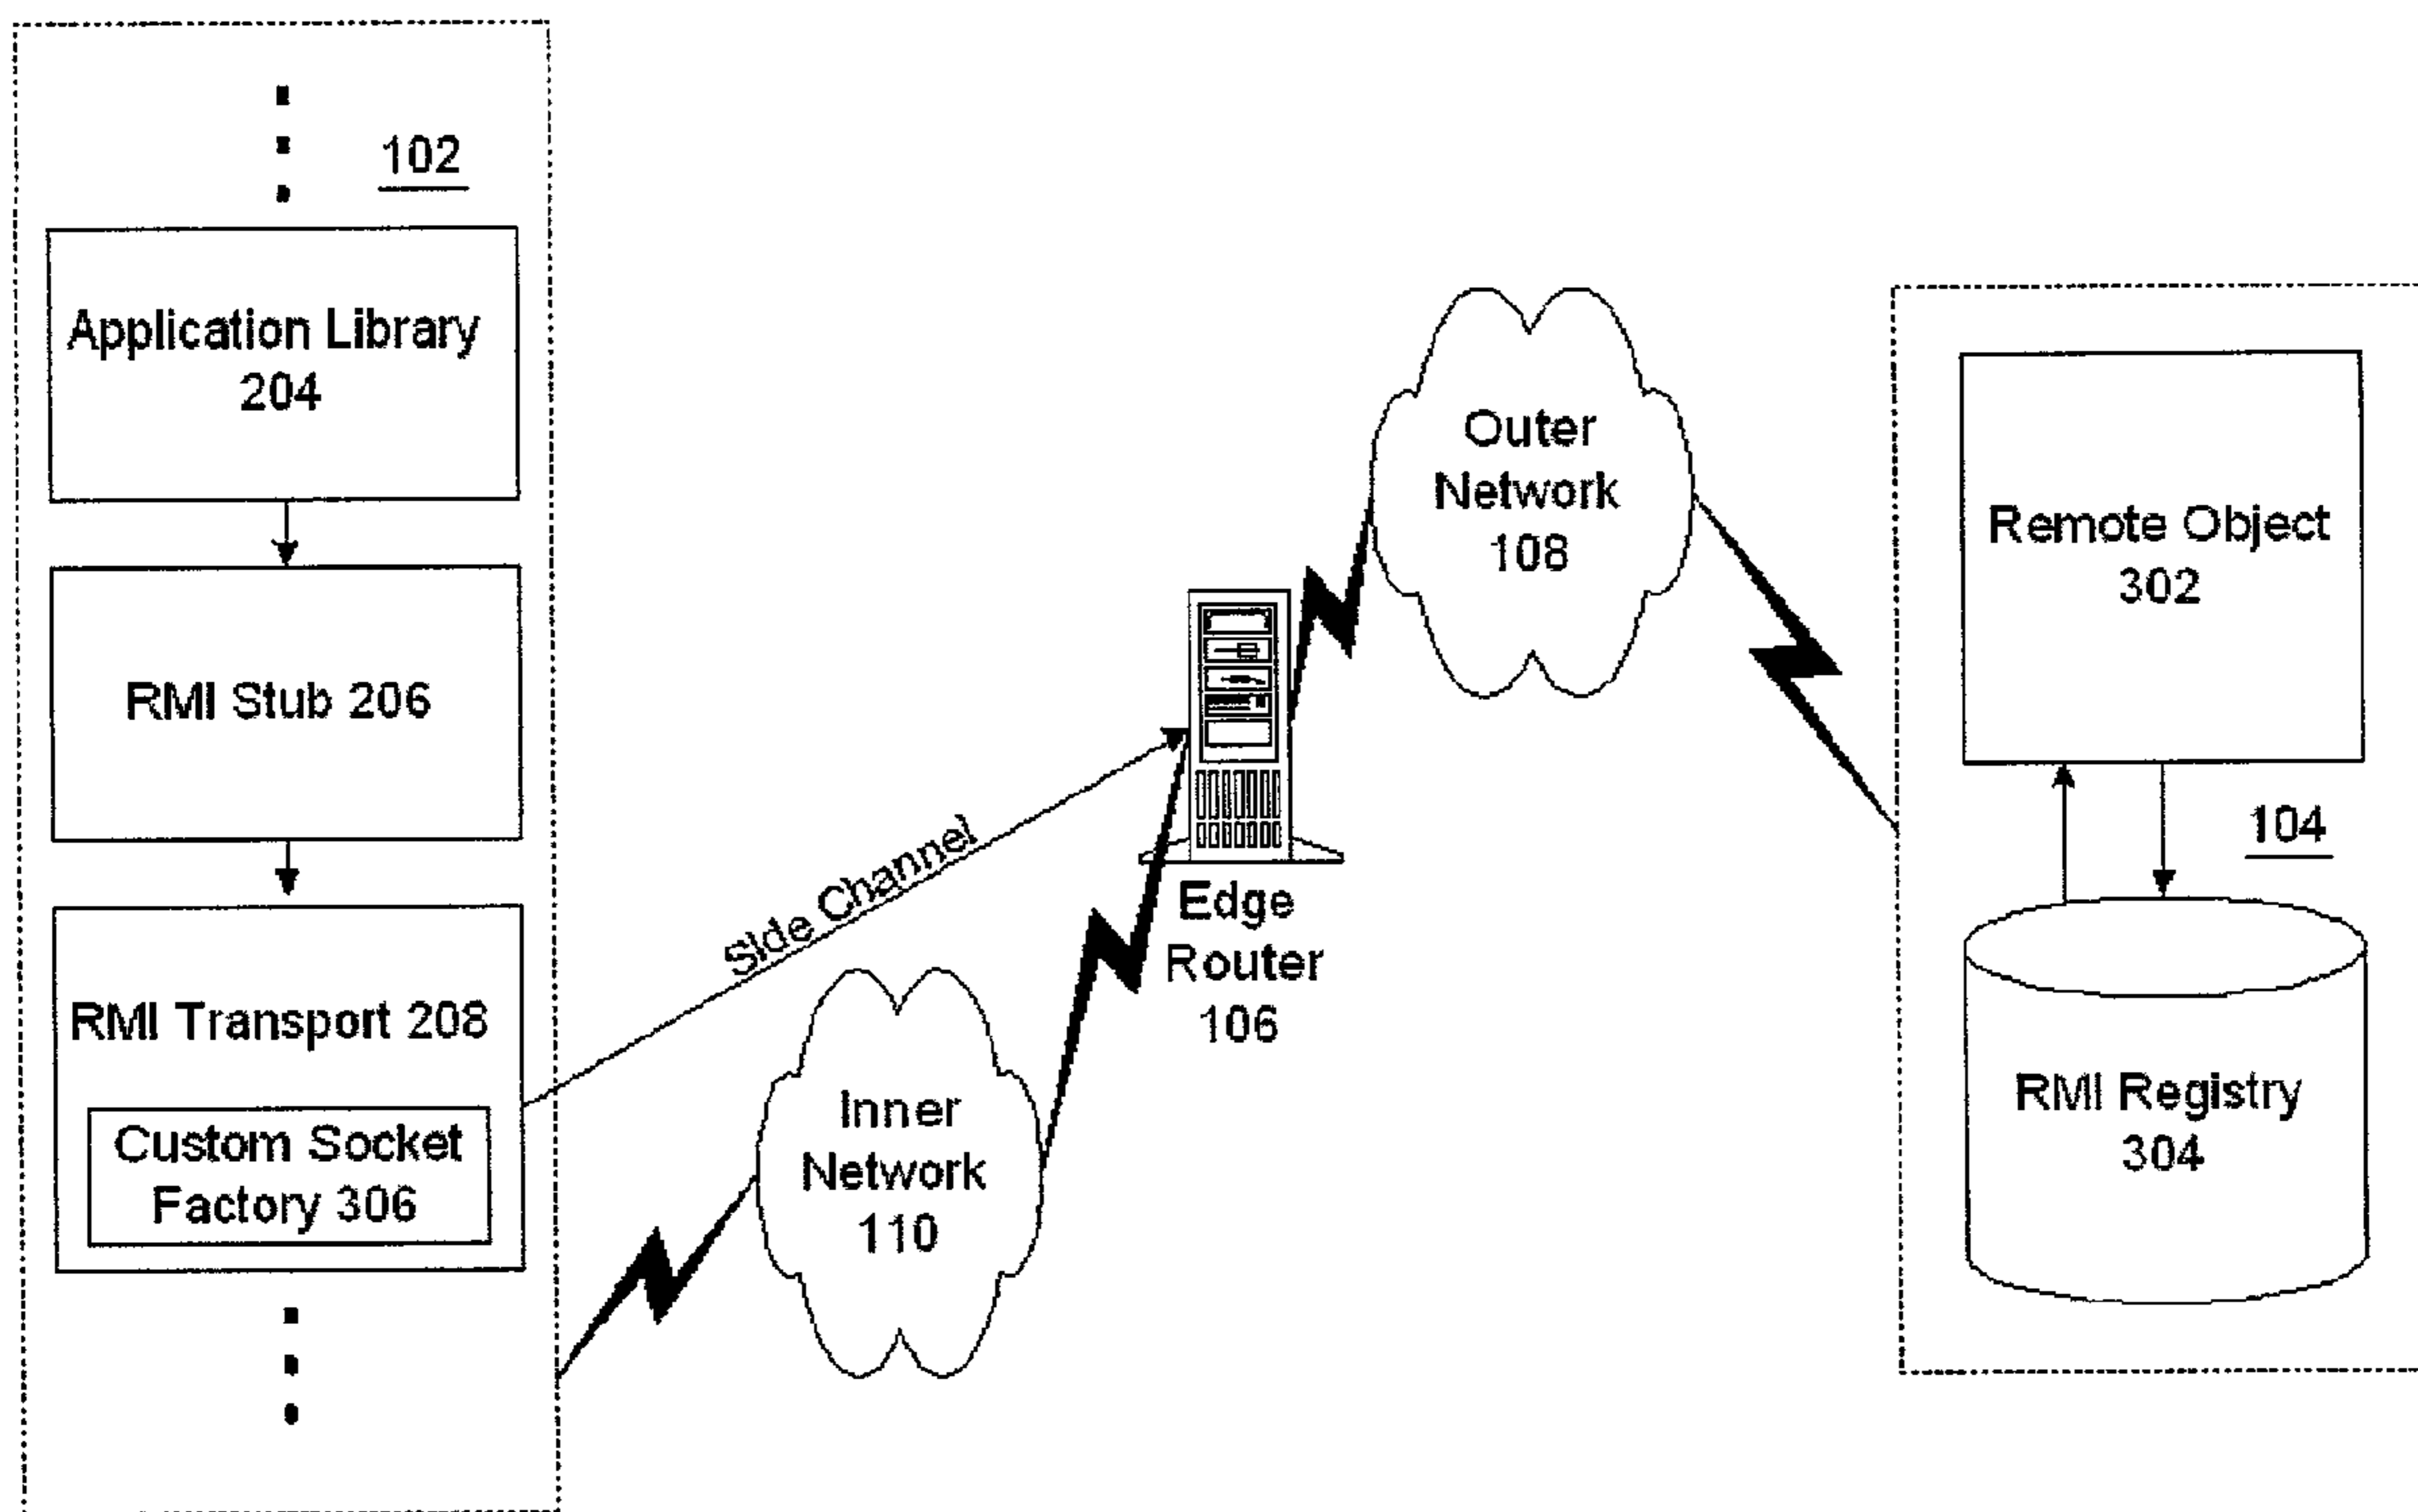 102
Application Library
204
RMI Stub 206
RMI Transport 208
Custom Socket
Factory 306
Side Channel
Inner
Network
110
Edge
Router
106
Outer
Network
108
Remote Object
302
104
RMI Registry
304